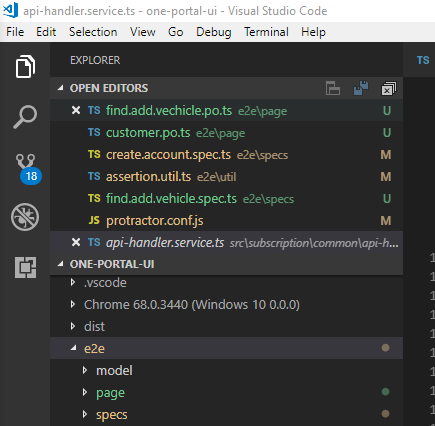 api-handler.service.ts - one-portal-ui - Visual Studio Code
File Edit Selection View Go Debug Terminal Help
EXPLORER
TS
OPEN EDITORS
TS find.add.vechicle.po.ts e2e\page U
TS customer.po.ts e2e\page U
TS create.account.spec.ts e2e\specs M
TS assertion.util.ts e2e\util M
TS find.add.vehicle.spec.ts e2e\specs U
JS protractor.conf.js M
TS api-handler.service.ts src\subscription\common\api-h...
18
ONE-PORTAL-UI
.vscode
Chrome 68.0.3440 (Windows 10 0.0.0)
dist
e2e
model
page
specs